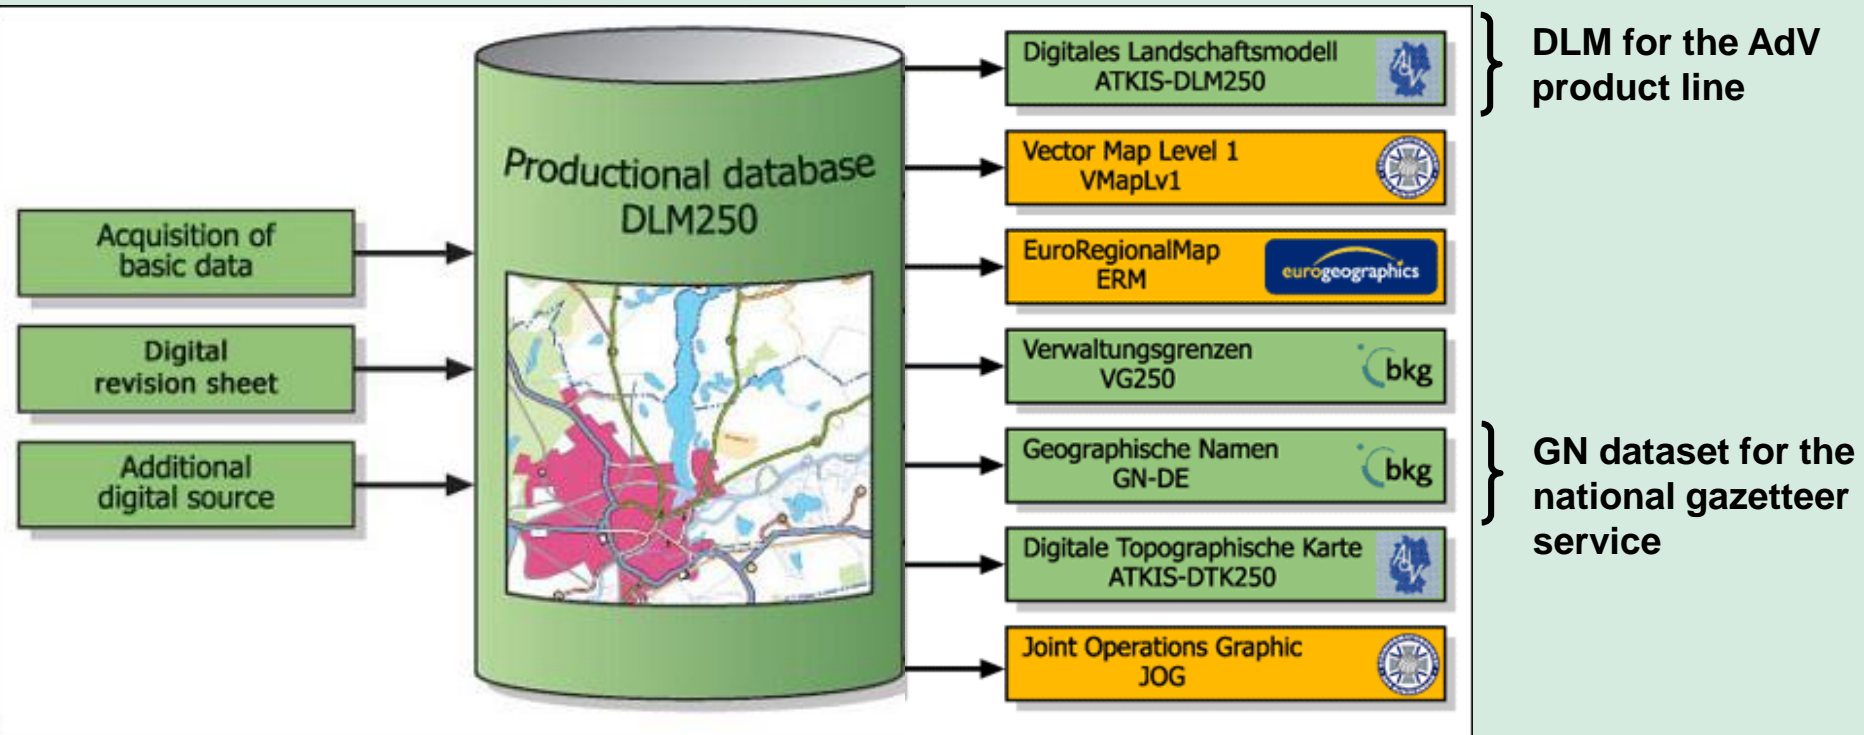 Acquisition of
basic data
Digital
revision sheet
Additional
digital source
Productional database
DLM250
Digitales Landschaftsmodell
ATKIS-DLM250
AdV
Vector Map Level 1
VMapLv1
EuroRegionalMap
ERM
eurogeographics
Verwaltungsgrenzen
VG250
bkg
Geographische Namen
GN-DE
bkg
Digitale Topographische Karte
ATKIS-DTK250
AdV
Joint Operations Graphic
JOG
DLM for the AdV
product line
GN dataset for the
national gazetteer
service